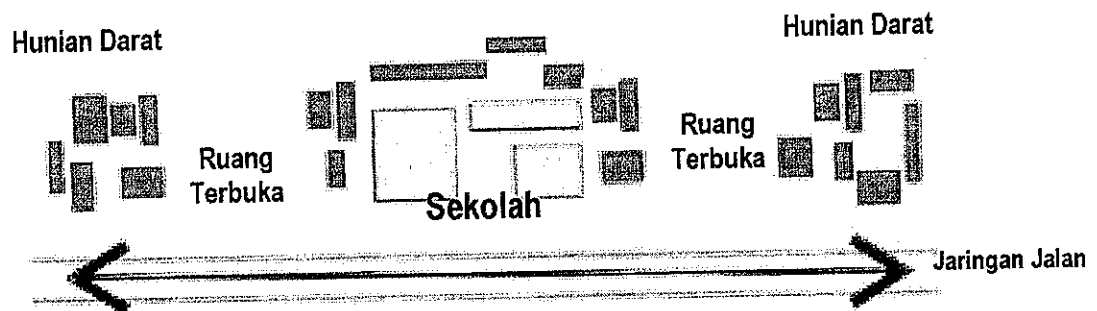 Hunian Darat
Hunian Darat
Ruang
Terbuka
Ruang
Terbuka
Sekolah
Jaringan Jalan